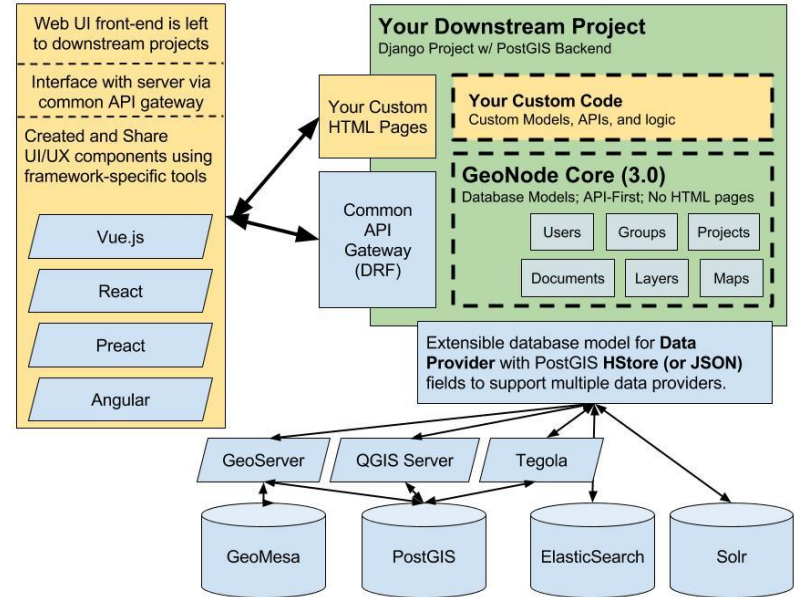 Web UI front-end is left
to downstream projects
Interface with server via
common API gateway
Created and Share
UI/UX components using
framework-specific tools
Vue.js
React
Preact
Angular
Your Downstream Project
Django Project w/ PostGIS Backend
Your Custom
HTML Pages
Your Custom Code
Custom Models, APIs, and logic
Common
API
Gateway
(DRF)
GeoNode Core (3.0)
Database Models; API-First; No HTML pages
Users
Groups
Projects
Documents
Layers
Maps
Extensible database model for Data
Provider with PostGIS HStore (or JSON)
fields to support multiple data providers.
GeoServer
QGIS Server
Tegola
GeoMesa
PostGIS
ElasticSearch
Solr